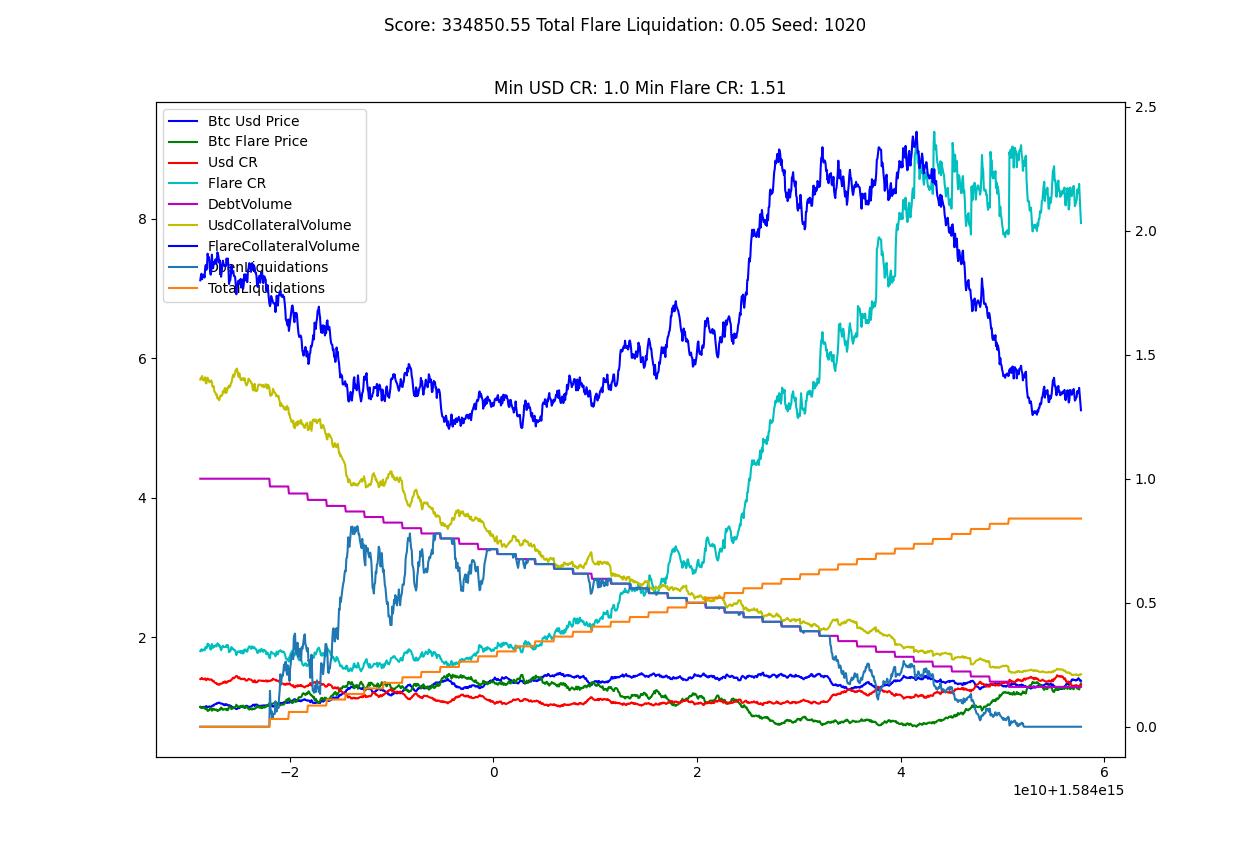 Score: 334850.55 Total Flare Liquidation: 0.05 Seed: 1020
Min USD CR: 1.0 Min Flare CR: 1.51
Btc Usd Price
Btc Flare Price
Usd CR
Flare CR
DebtVolume
UsdCollateralVolume
FlareCollateralVolume
OpenLiquidations
TotalLiquidations
8
6
4
2
2.5
2.0
1.5
1.0
0.5
0.0
−2 0 2 4 6
1e10+1.584e15